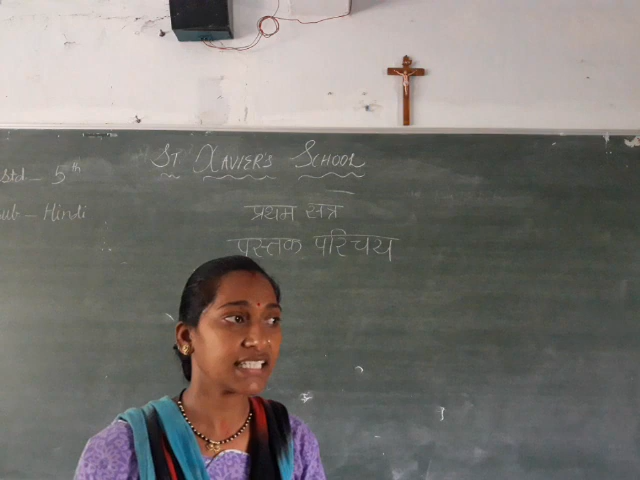 St Xavier's School
Std - 5th
Sub - Hindi
प्रथम सत्र
पुस्तक परिचय